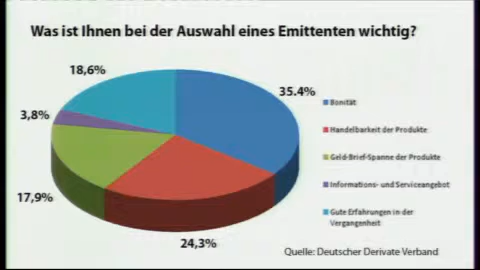 Was ist Ihnen bei der Auswahl eines Emittenten wichtig?
18,6%
35.4%
3,8%
17,9%
24,3%
Bonität
Handelbarkeit der Produkte
Geld-Brief-Spanne der Produkte
Informations- und Serviceangebot
Gute Erfahrungen in der
Vergangenheit
Quelle: Deutscher Derivate Verband